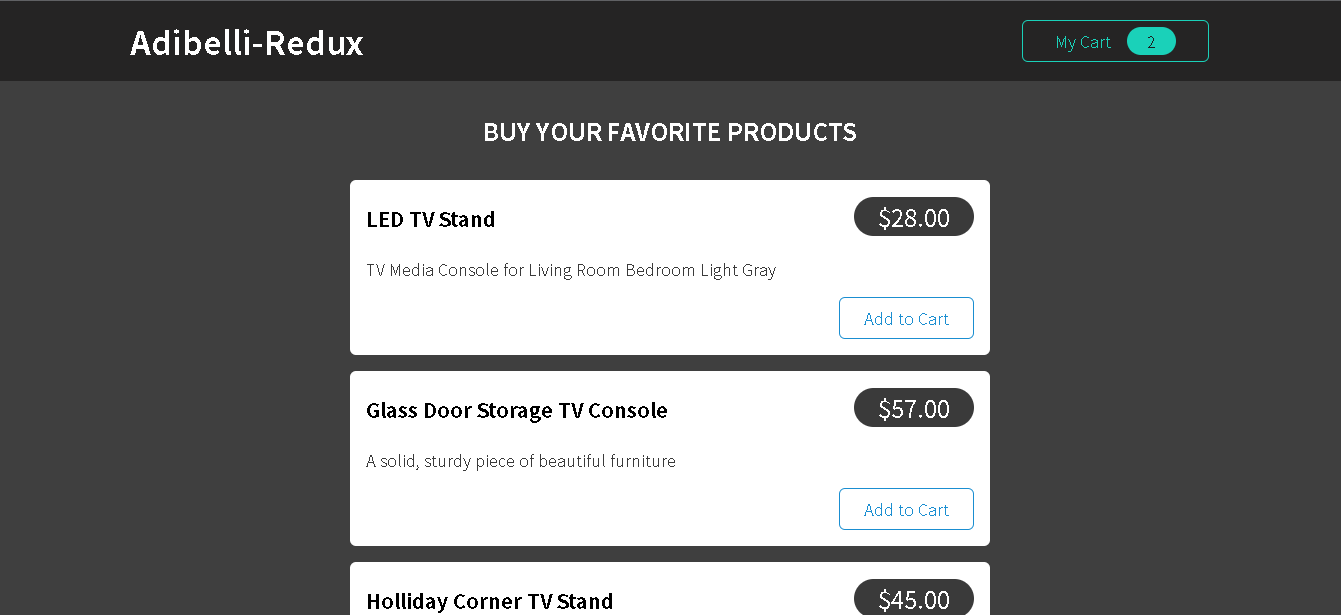 Adibelli-Redux
My Cart 2
BUY YOUR FAVORITE PRODUCTS
LED TV Stand
$28.00
TV Media Console for Living Room Bedroom Light Gray
Add to Cart
Glass Door Storage TV Console
$57.00
A solid, sturdy piece of beautiful furniture
Add to Cart
Holliday Corner TV Stand
$45.00